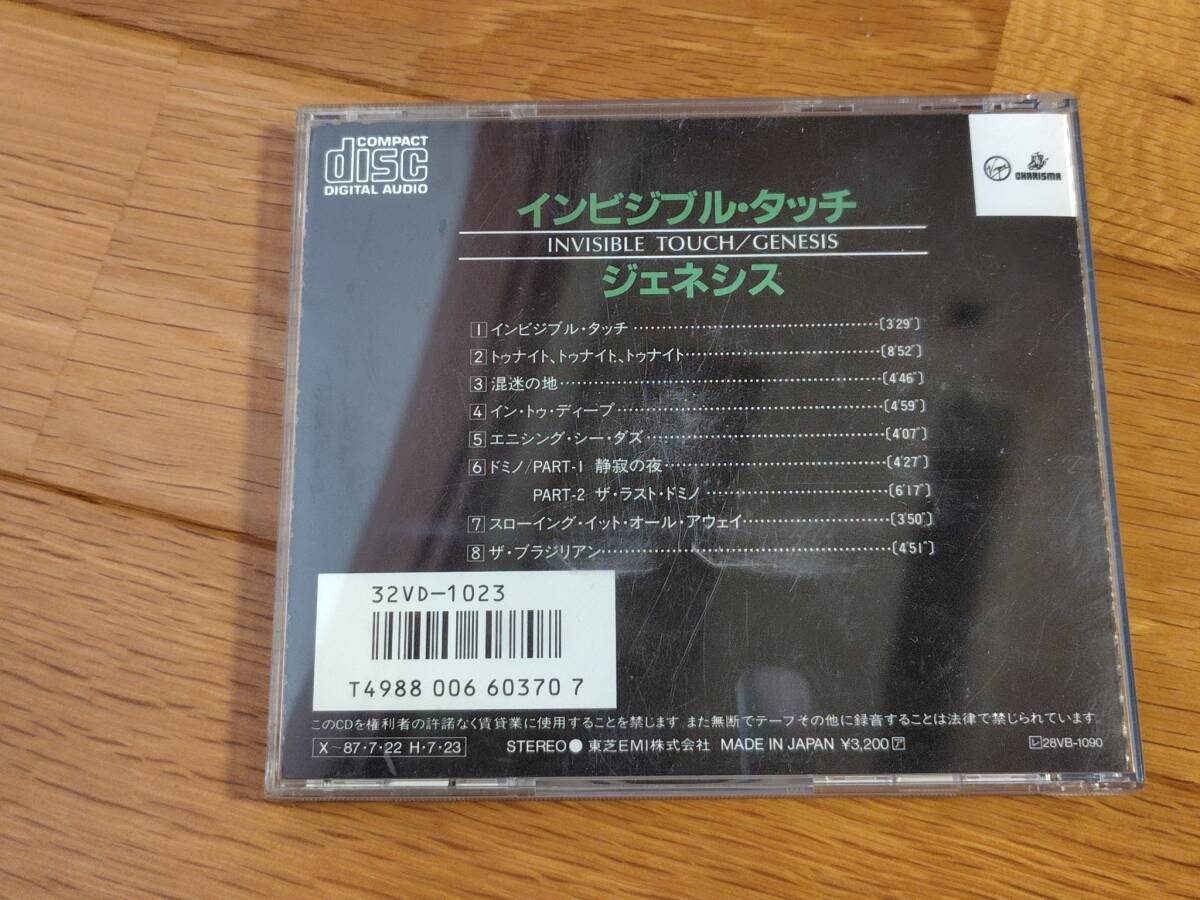 COMPACT
disc
DIGITAL AUDIO
Virgin
CHARISMA
インビジブル・タッチ
INVISIBLE TOUCH/GENESIS
ジェネシス
1 インビジブル・タッチ……〔3'29"〕
2 トゥナイト、トゥナイト、トゥナイト……〔8'52"〕
3 混迷の地……〔4'46"〕
4 イン・トゥ・ディープ……〔4'59"〕
5 エニシング・シー・ダズ……〔4'07"〕
6 ドミノ/PART-1 静寂の夜……〔4'27"〕
PART-2 ザ・ラスト・ドミノ……〔6'17"〕
7 スローイング・イット・オール・アウェイ……〔3'50"〕
8 ザ・ブラジリアン……〔4'51"〕
32VD-1023
T4988 006 60370 7
このCDを権利者の許諾なく賃貸業に使用することを禁じます。また無断でテープその他に録音することは法律で禁じられています。
X～87・7・22 H・7・23 STEREO● 東芝EMI株式会社 MADE IN JAPAN ¥3,200 ア レ28VB-1090